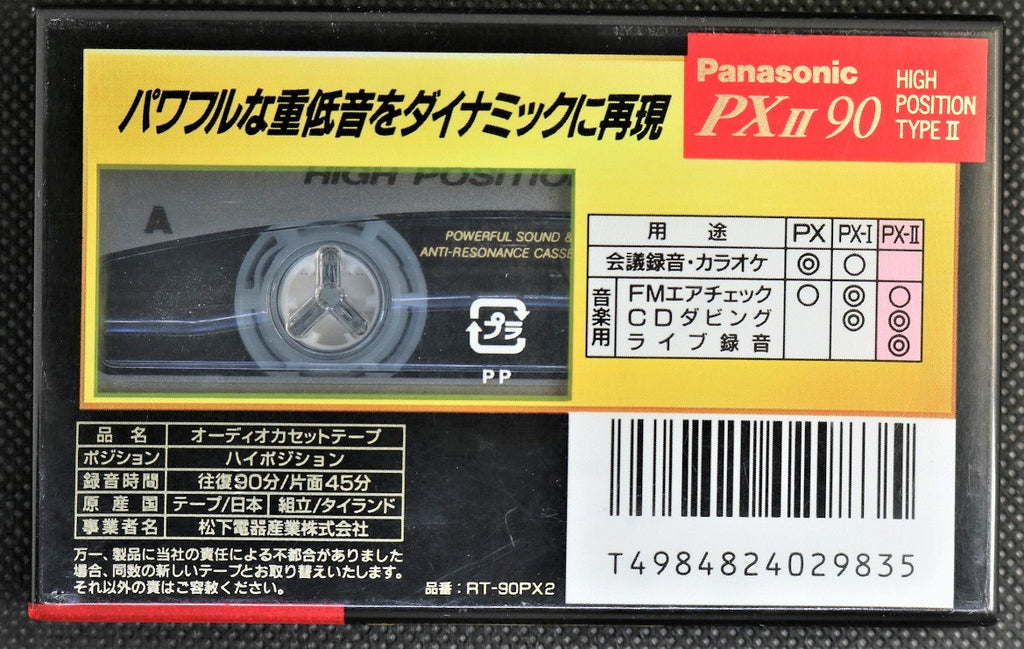 Panasonic
PX II 90
HIGH
POSITION
TYPE II
パワフルな重低音をダイナミックに再現
HIGH POSITIO
A
POWERFUL SOUND &
ANTI-RESONANCE CASSE
プラ
PP
用途 PX PX-I PX-II
会議録音・カラオケ ◎ ○
音楽用
FMエアチェック ○ ◎ ○
CDダビング ◎ ◎
ライブ録音 ◎
品名 オーディオカセットテープ
ポジション ハイポジション
録音時間 往復90分/片面45分
原産国 テープ/日本 組立/タイランド
事業者名 松下電器産業株式会社
万一、製品に当社の責任による不都合がありました
場合、同数の新しいテープとお取り替えいたします。
それ以外の責はご容赦ください。
品番：RT-90PX2
T4984824029835